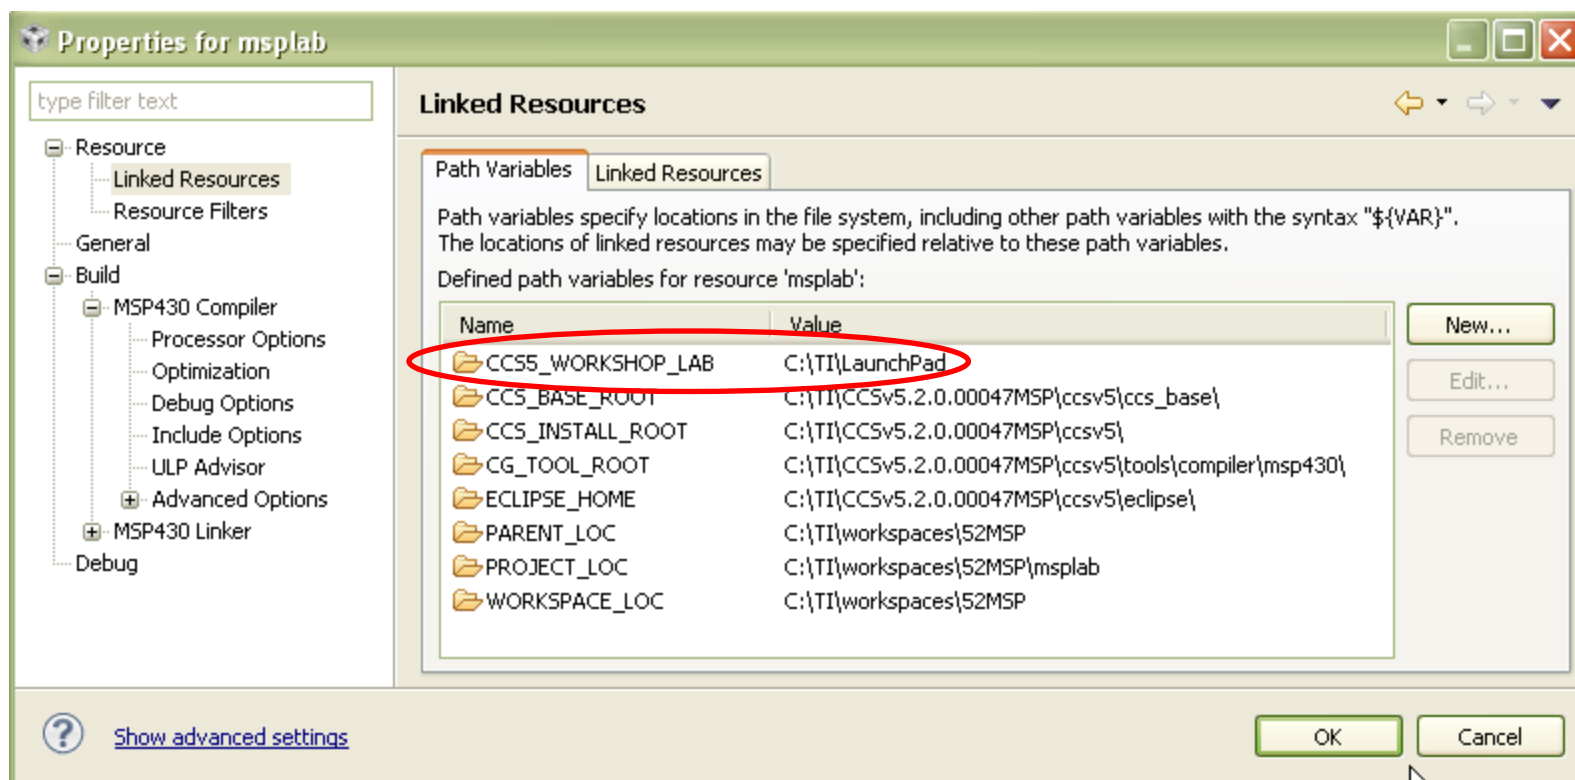 Properties for msplab
type filter text
Resource
Linked Resources
Resource Filters
General
Build
MSP430 Compiler
Processor Options
Optimization
Debug Options
Include Options
ULP Advisor
Advanced Options
MSP430 Linker
Debug
Linked Resources
Path Variables Linked Resources
Path variables specify locations in the file system, including other path variables with the syntax "${VAR}".
The locations of linked resources may be specified relative to these path variables.
Defined path variables for resource 'msplab':
Name Value
CCS5_WORKSHOP_LAB C:\TI\LaunchPad
CCS_BASE_ROOT C:\TI\CCSv5.2.0.00047MSP\ccsv5\ccs_base\
CCS_INSTALL_ROOT C:\TI\CCSv5.2.0.00047MSP\ccsv5\
CG_TOOL_ROOT C:\TI\CCSv5.2.0.00047MSP\ccsv5\tools\compiler\msp430\
ECLIPSE_HOME C:\TI\CCSv5.2.0.00047MSP\ccsv5\eclipse\
PARENT_LOC C:\TI\workspaces\52MSP
PROJECT_LOC C:\TI\workspaces\52MSP\msplab
WORKSPACE_LOC C:\TI\workspaces\52MSP
New...
Edit...
Remove
Show advanced settings
OK Cancel